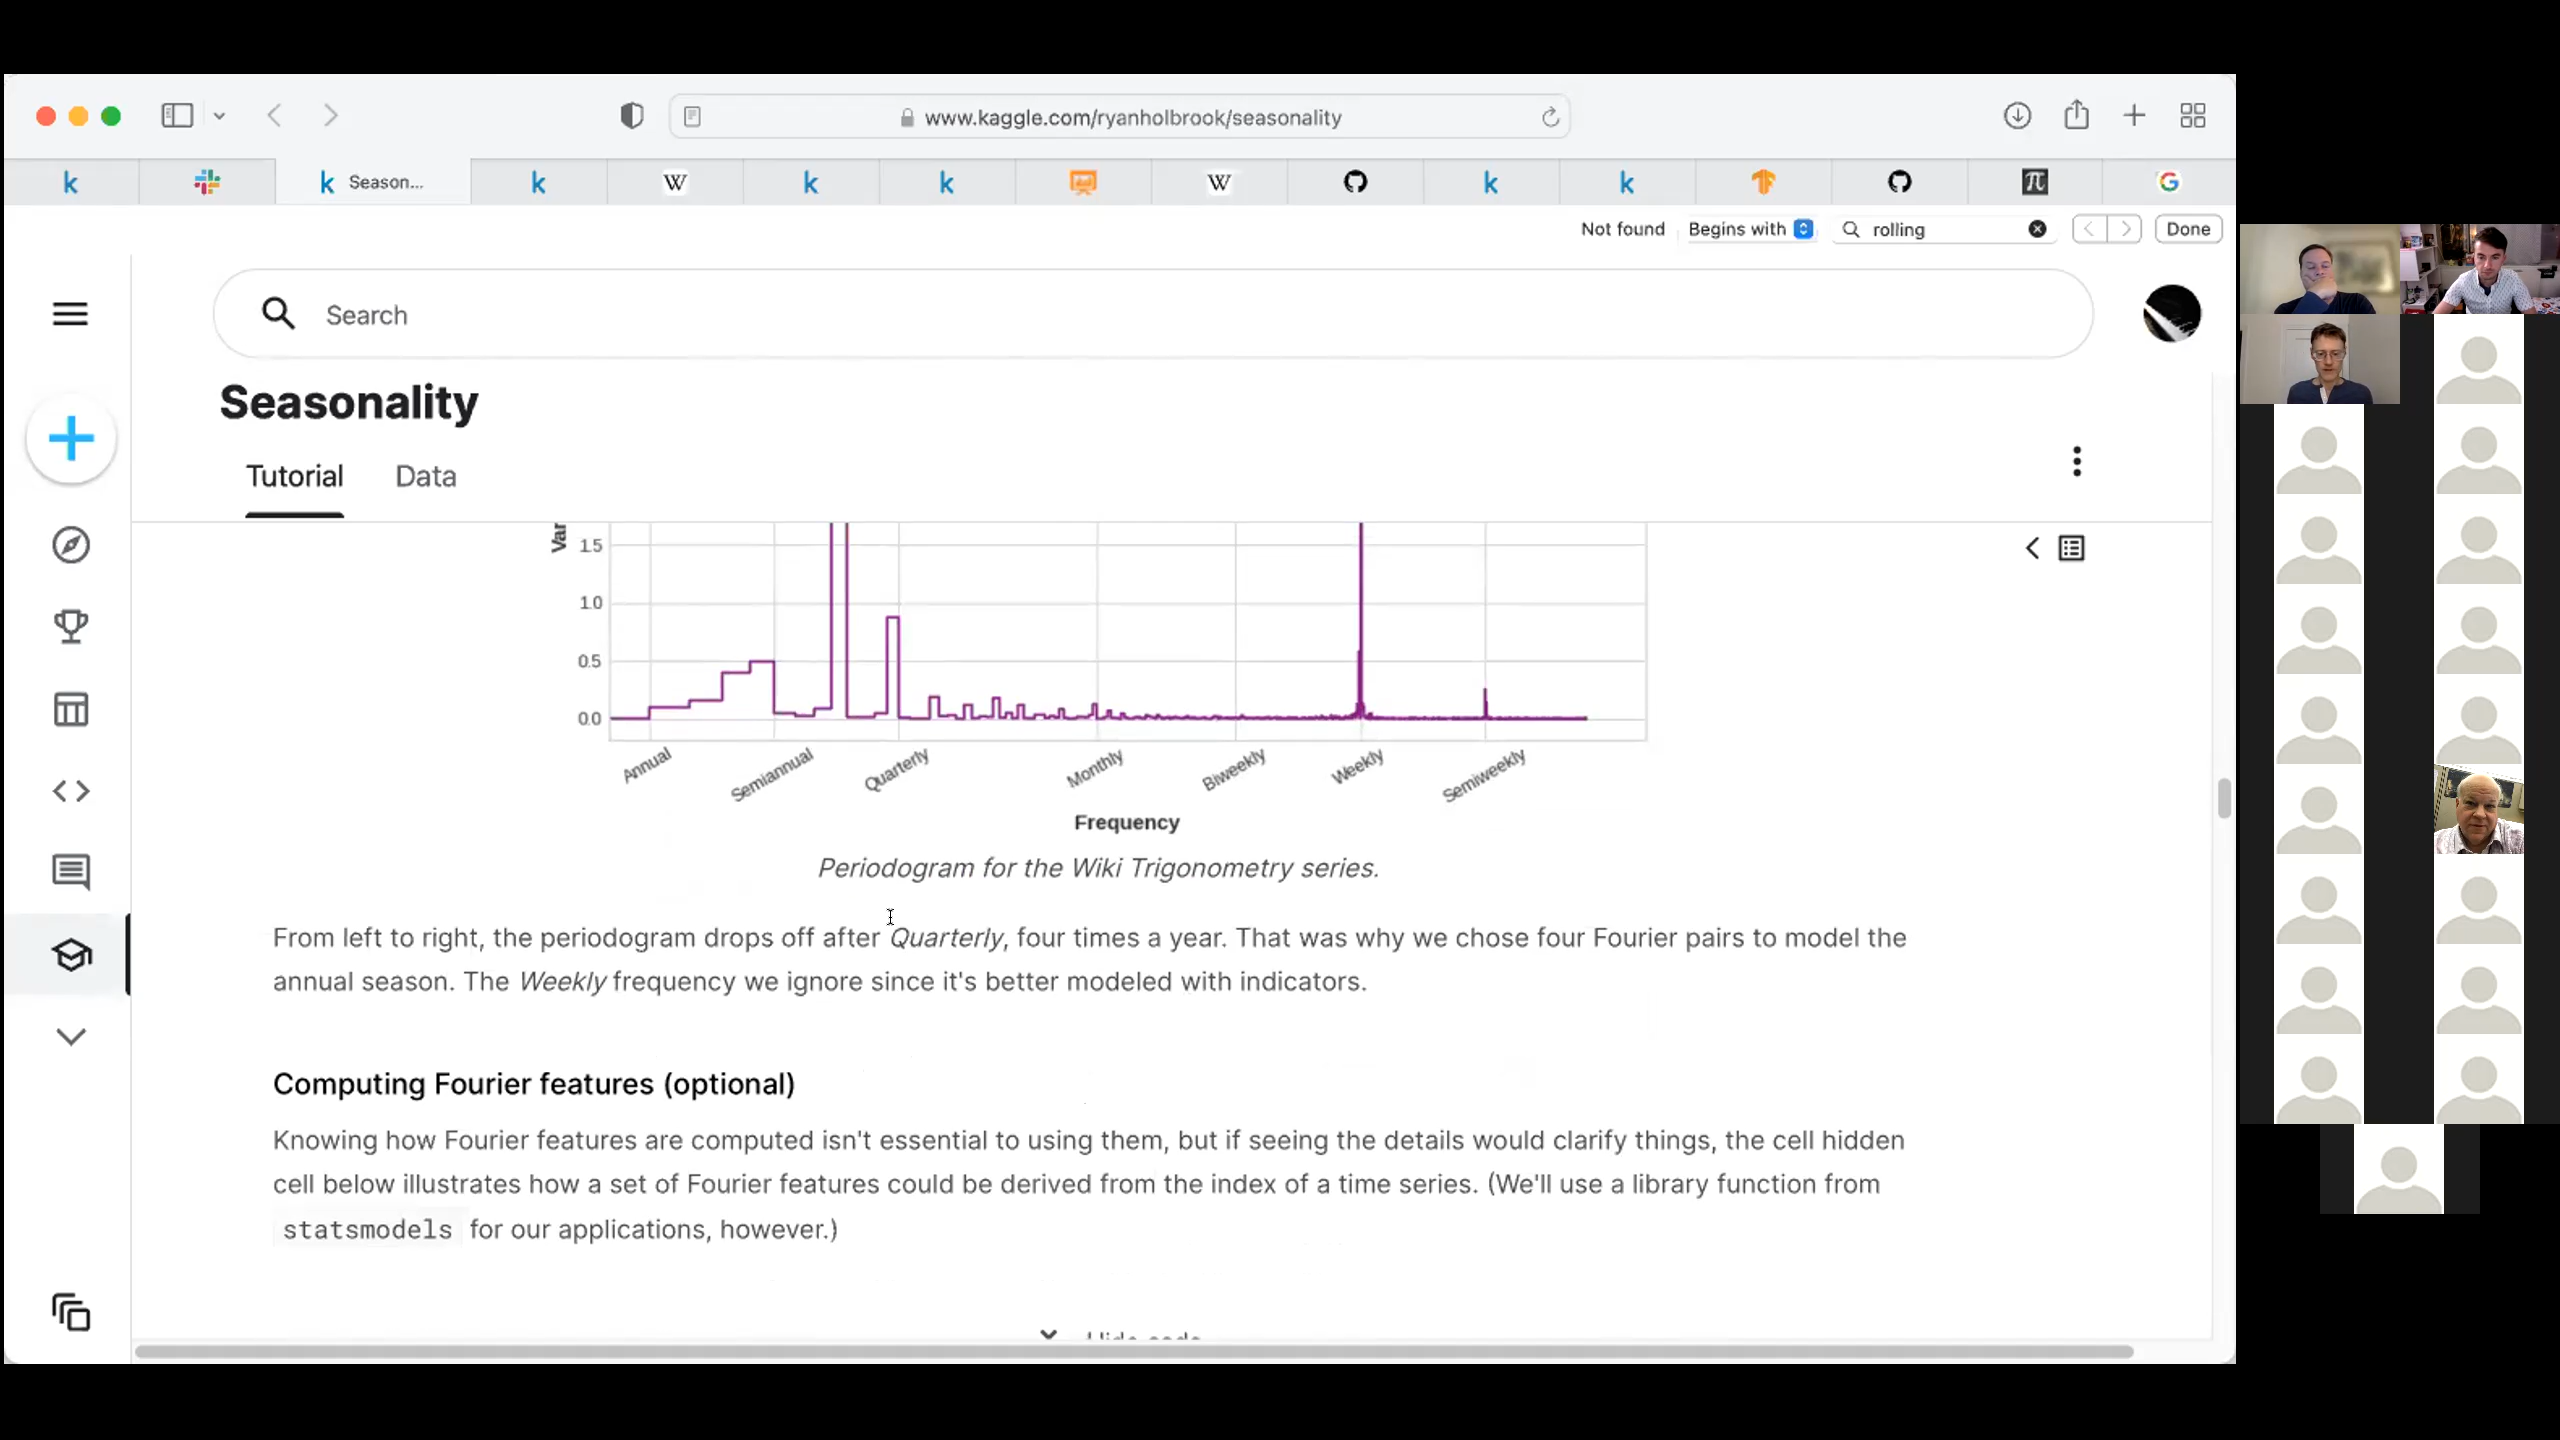 www.kaggle.com/ryanholbrook/seasonality
Season...
Not found
Begins with
rolling
Done
Search
Seasonality
Tutorial
Data
Var
1.5
1.0
0.5
0.0
Annual
Semiannual
Quarterly
Monthly
Biweekly
Weekly
Semiweekly
Frequency
Periodogram for the Wiki Trigonometry series.
From left to right, the periodogram drops off after Quarterly, four times a year. That was why we chose four Fourier pairs to model the
annual season. The Weekly frequency we ignore since it's better modeled with indicators.
Computing Fourier features (optional)
Knowing how Fourier features are computed isn't essential to using them, but if seeing the details would clarify things, the cell hidden
cell below illustrates how a set of Fourier features could be derived from the index of a time series. (We'll use a library function from
statsmodels for our applications, however.)
Hide code